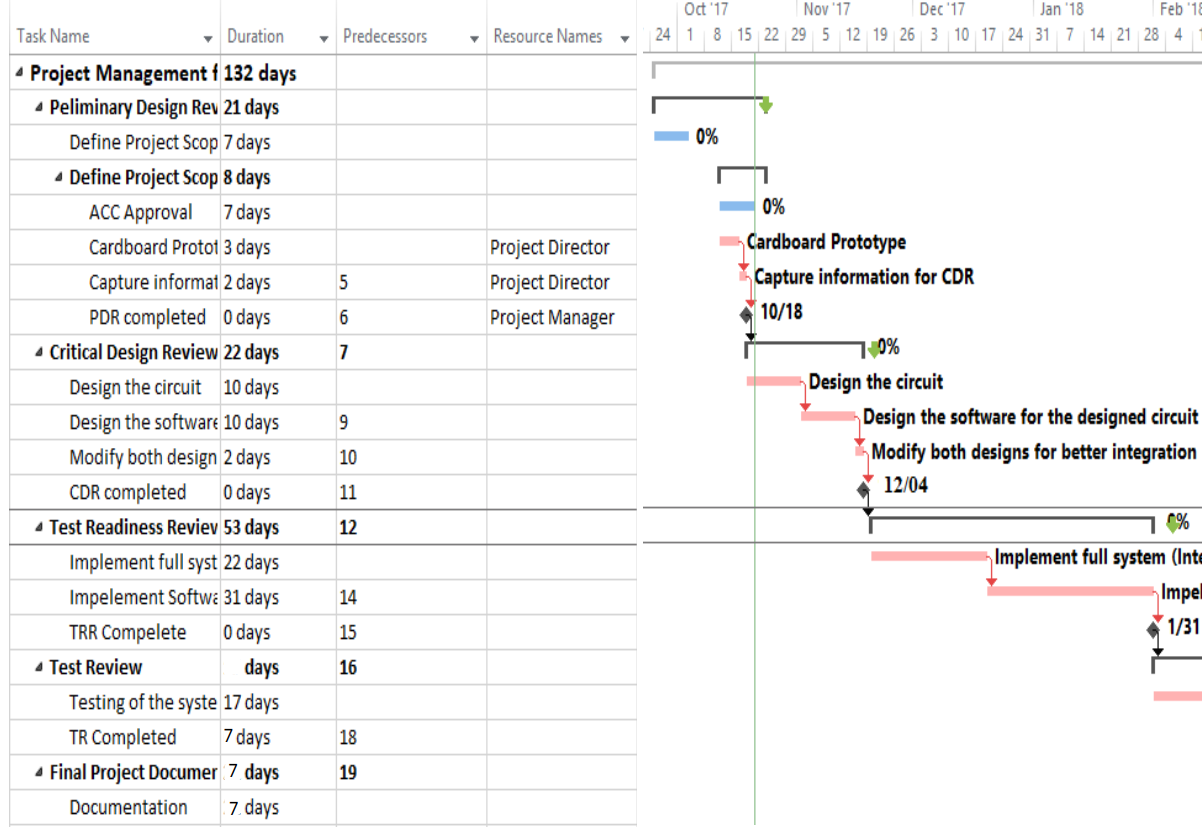 Oct '17 Nov '17 Dec '17 Jan '18 Feb '18
Task Name Duration Predecessors Resource Names 24 1 8 15 22 29 5 12 19 26 3 10 17 24 31 7 14 21 28 4
Project Management f 132 days
Peliminary Design Rev 21 days
Define Project Scop 7 days 0%
Define Project Scop 8 days
ACC Approval 7 days 0%
Cardboard Protot 3 days Project Director Cardboard Prototype
Capture informat 2 days 5 Project Director Capture information for CDR
PDR completed 0 days 6 Project Manager 10/18
Critical Design Review 22 days 7 0%
Design the circuit 10 days Design the circuit
Design the software 10 days 9 Design the software for the designed circuit
Modify both design 2 days 10 Modify both designs for better integration
CDR completed 0 days 11 12/04
Test Readiness Review 53 days 12 0%
Implement full syst 22 days Implement full system (Inte
Impelement Softwa 31 days 14 Impel
TRR Compelete 0 days 15 1/31
Test Review days 16
Testing of the syste 17 days
TR Completed 7 days 18
Final Project Documer 7 days 19
Documentation 7 days